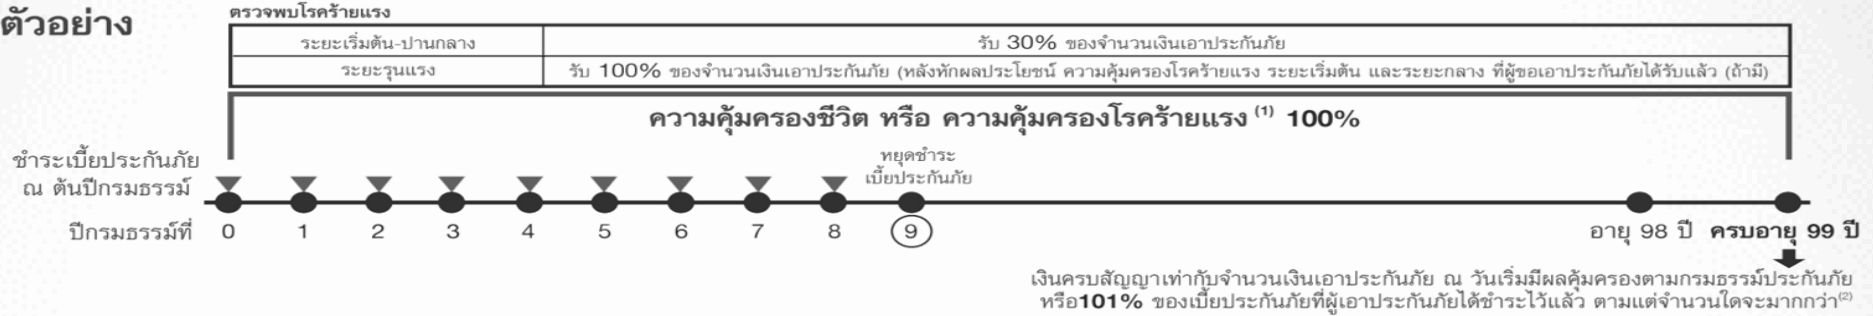 ตัวอย่าง
ตรวจพบโรคร้ายแรง
ระยะเริ่มต้น-ปานกลาง รับ 30% ของจำนวนเงินเอาประกันภัย
ระยะรุนแรง รับ 100% ของจำนวนเงินเอาประกันภัย (หลังหักผลประโยชน์ ความคุ้มครองโรคร้ายแรง ระยะเริ่มต้น และระยะกลาง ที่ผู้ขอเอาประกันภัยได้รับแล้ว (ถ้ามี)
ความคุ้มครองชีวิต หรือ ความคุ้มครองโรคร้ายแรง (1) 100%
ชำระเบี้ยประกันภัย
ณ ต้นปีกรมธรรม์
หยุดชำระ
เบี้ยประกันภัย
ปีกรมธรรม์ที่ 0 1 2 3 4 5 6 7 8 9 อายุ 98 ปี ครบอายุ 99 ปี
เงินครบสัญญาเท่ากับจำนวนเงินเอาประกันภัย ณ วันเริ่มมีผลคุ้มครองตามกรมธรรม์ประกันภัย
หรือ101% ของเบี้ยประกันภัยที่ผู้เอาประกันภัยได้ชำระไว้แล้ว ตามแต่จำนวนใดจะมากกว่า(2)